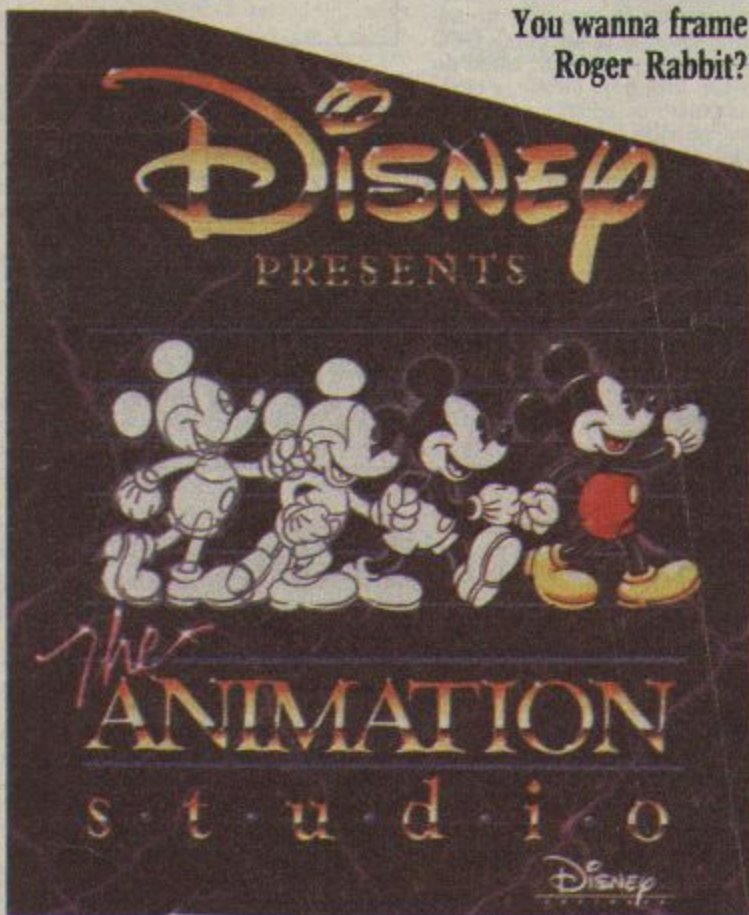 You wanna frame
Roger Rabbit?
DISNEY
PRESENTS
the
ANIMATION
s·t·u·d·i·o
DISNEY